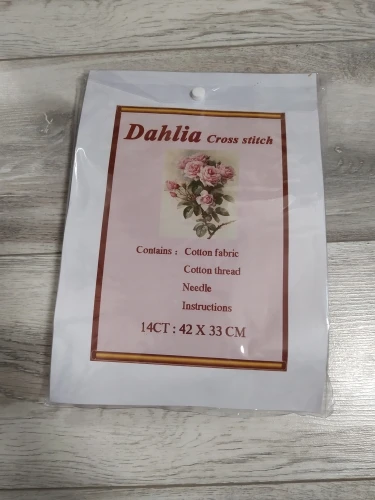 Dahlia Cross stitch
Contains : Cotton fabric
Cotton thread
Needle
Instructions
14CT : 42 X 33 CM